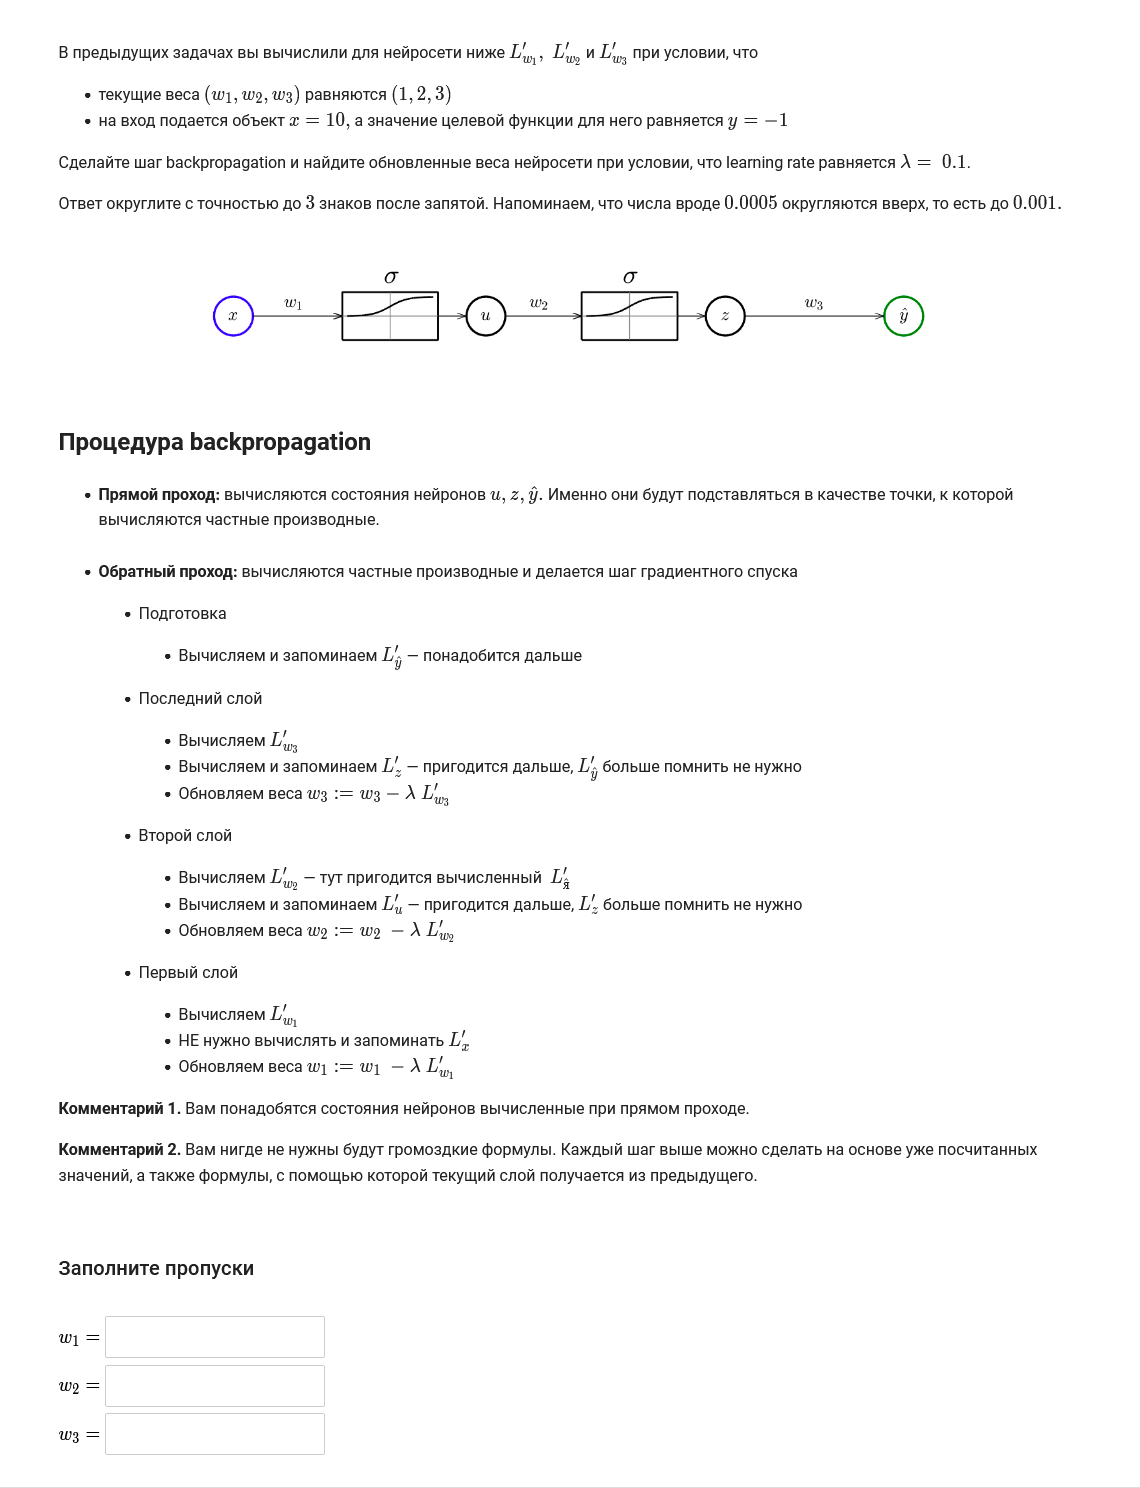 В предыдущих задачах вы вычислили для нейросети ниже L′_{w_1}, L′_{w_2} и L′_{w_3} при условии, что
• текущие веса (w_1, w_2, w_3) равняются (1, 2, 3)
• на вход подается объект x = 10, а значение целевой функции для него равняется y = −1
Сделайте шаг backpropagation и найдите обновленные веса нейросети при условии, что learning rate равняется λ = 0.1.
Ответ округлите с точностью до 3 знаков после запятой. Напоминаем, что числа вроде 0.0005 округляются вверх, то есть до 0.001.
σ σ
x w_1 u w_2 z w_3 ŷ
Процедура backpropagation
• Прямой проход: вычисляются состояния нейронов u, z, ŷ. Именно они будут подставляться в качестве точки, к которой
вычисляются частные производные.
• Обратный проход: вычисляются частные производные и делается шаг градиентного спуска
• Подготовка
• Вычисляем и запоминаем L′_ŷ – понадобится дальше
• Последний слой
• Вычисляем L′_{w_3}
• Вычисляем и запоминаем L′_z – пригодится дальше, L′_ŷ больше помнить не нужно
• Обновляем веса w_3 := w_3 − λ L′_{w_3}
• Второй слой
• Вычисляем L′_{w_2} – тут пригодится вычисленный L′_{я̂}
• Вычисляем и запоминаем L′_u – пригодится дальше, L′_z больше помнить не нужно
• Обновляем веса w_2 := w_2 − λ L′_{w_2}
• Первый слой
• Вычисляем L′_{w_1}
• НЕ нужно вычислять и запоминать L′_x
• Обновляем веса w_1 := w_1 − λ L′_{w_1}
Комментарий 1. Вам понадобятся состояния нейронов вычисленные при прямом проходе.
Комментарий 2. Вам нигде не нужны будут громоздкие формулы. Каждый шаг выше можно сделать на основе уже посчитанных
значений, а также формулы, с помощью которой текущий слой получается из предыдущего.
Заполните пропуски
w_1 =
w_2 =
w_3 =